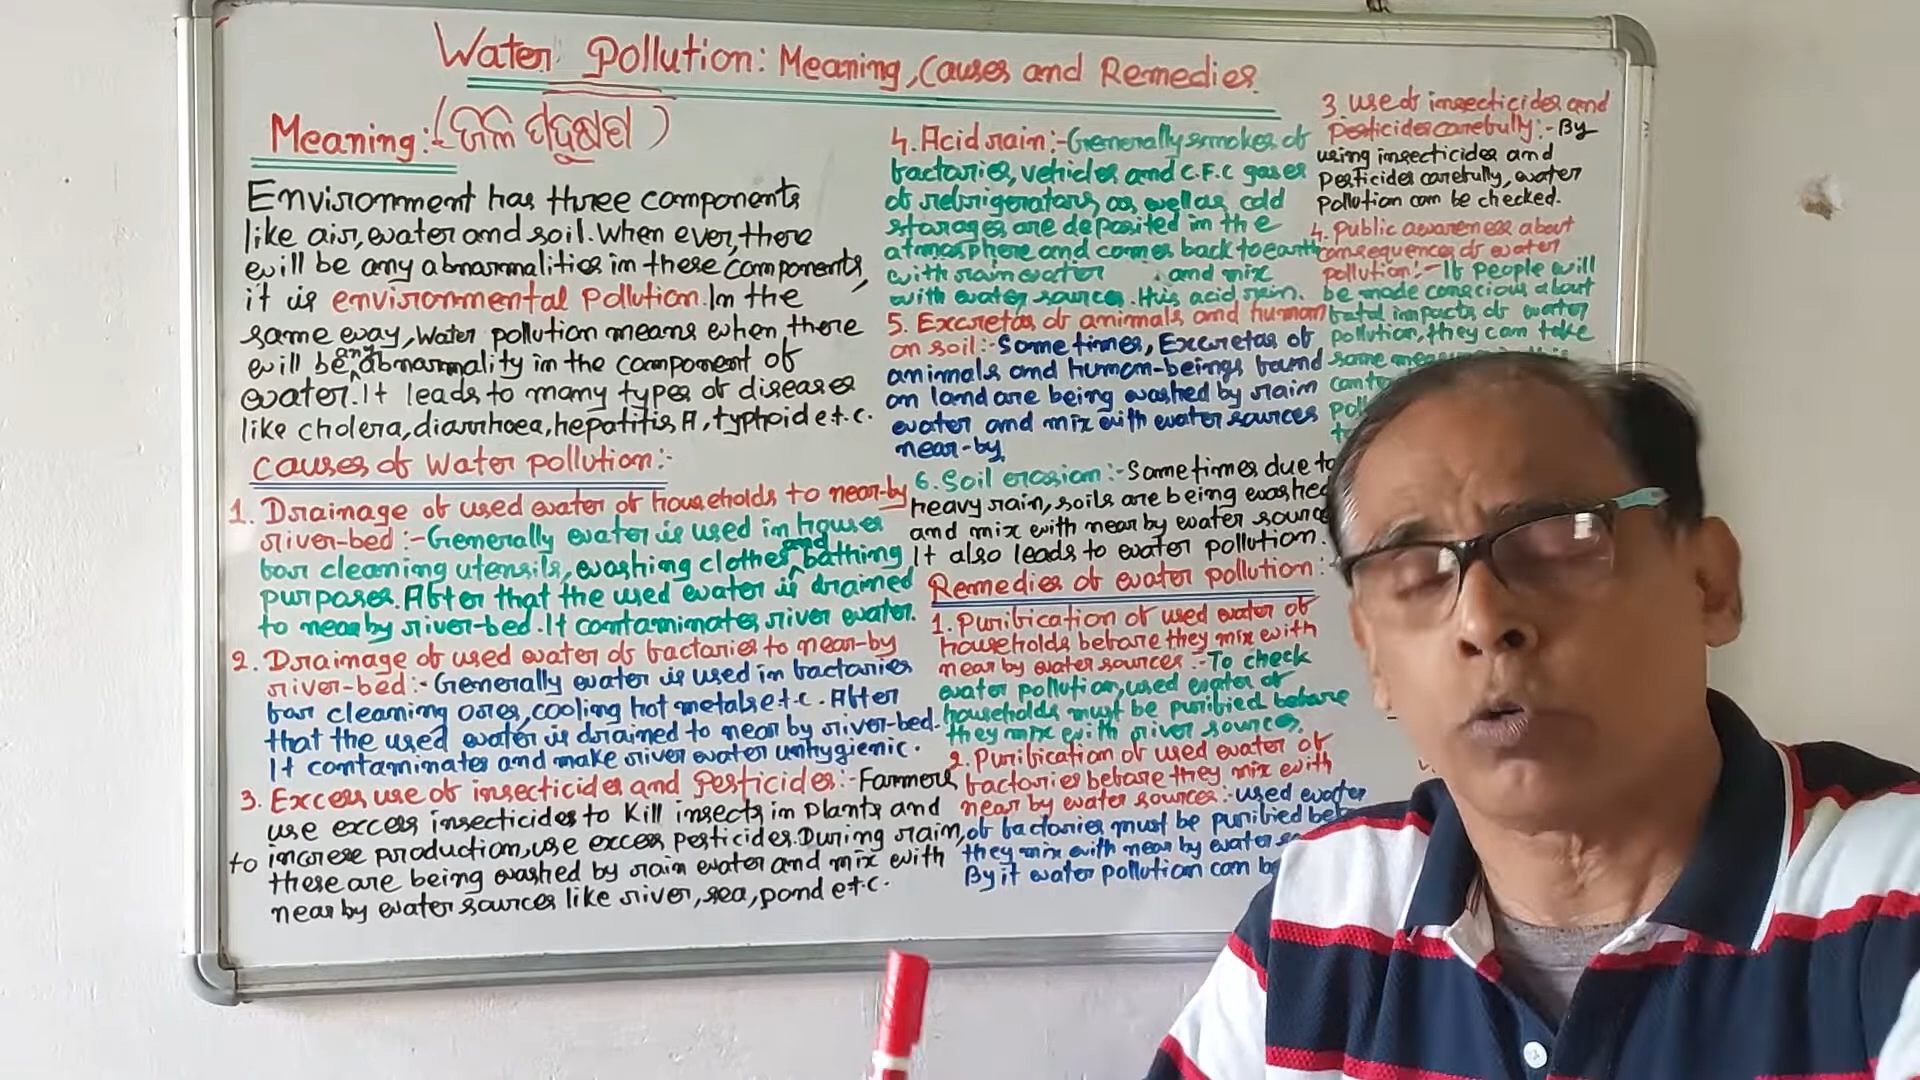 Water Pollution: Meaning, Causes and Remedies.
Meaning:- (ଜଳ ପ୍ରଦୂଷଣ)
Environment has three components
like air, water and soil. When ever, there
will be any abnormalities in these components,
it is environmental pollution. In the
same way, water pollution means when there
will be any abnormality in the component of
water. It leads to many types of diseases
like cholera, diarrhoea, hepatitis A, typhoid e.t.c.
Causes of Water pollution:-
1. Drainage of used water of households to near-by
river-bed:- Generally water is used in houses
for cleaning utensils, washing clothes and bathing
purposes. After that the used water is drained
to near by river-bed. It contaminates river water.
2. Drainage of used water of factories to near-by
river-bed:- Generally water is used in factories
for cleaning ores, cooling hot metals e.t.c. After
that the used water is drained to near by river-bed.
It contaminates and make river water unhygienic.
3. Excess use of insecticides and Pesticides:- Farmers
use excess insecticides to kill insects in plants and
to increse production, use excess pesticides. During rain,
these are being washed by rain water and mix with
near by water sources like river, sea, pond e.t.c.
4. Acid rain:- Generally smokes of
factories, vehicles and C.F.C gases
of refrigerators, as well as cold
storages are deposited in the
atmosphere and comes back to earth
with rain water and mix
with water sources. It is acid rain.
5. Excretas of animals and human
on soil:- Some times, Excretas of
animals and human-beings found
on land are being washed by rain
water and mix with water sources
near-by.
6. Soil erosion:- Sometimes due to
heavy rain, soils are being washed
and mix with near by water
It also leads to water pollution.
Remedies of water pollution:-
1. Purification of used water of
households before they mix with
near by water sources:- To check
water pollution, used water of
households must be purified before
they mix with river sources.
2. Purification of used water of
factories before they mix with
near by water sources:- used water
of factories must be purified
they mix with near by water
By it water pollution can
3. use of insecticides and
Pesticides carefully:- By
using insecticides and
Pesticides carefully, water
pollution can be checked.
4. Public awareness about
consequences of water
pollution:- If people will
be made conscious about
fatal impacts of water
pollution, they can take
some